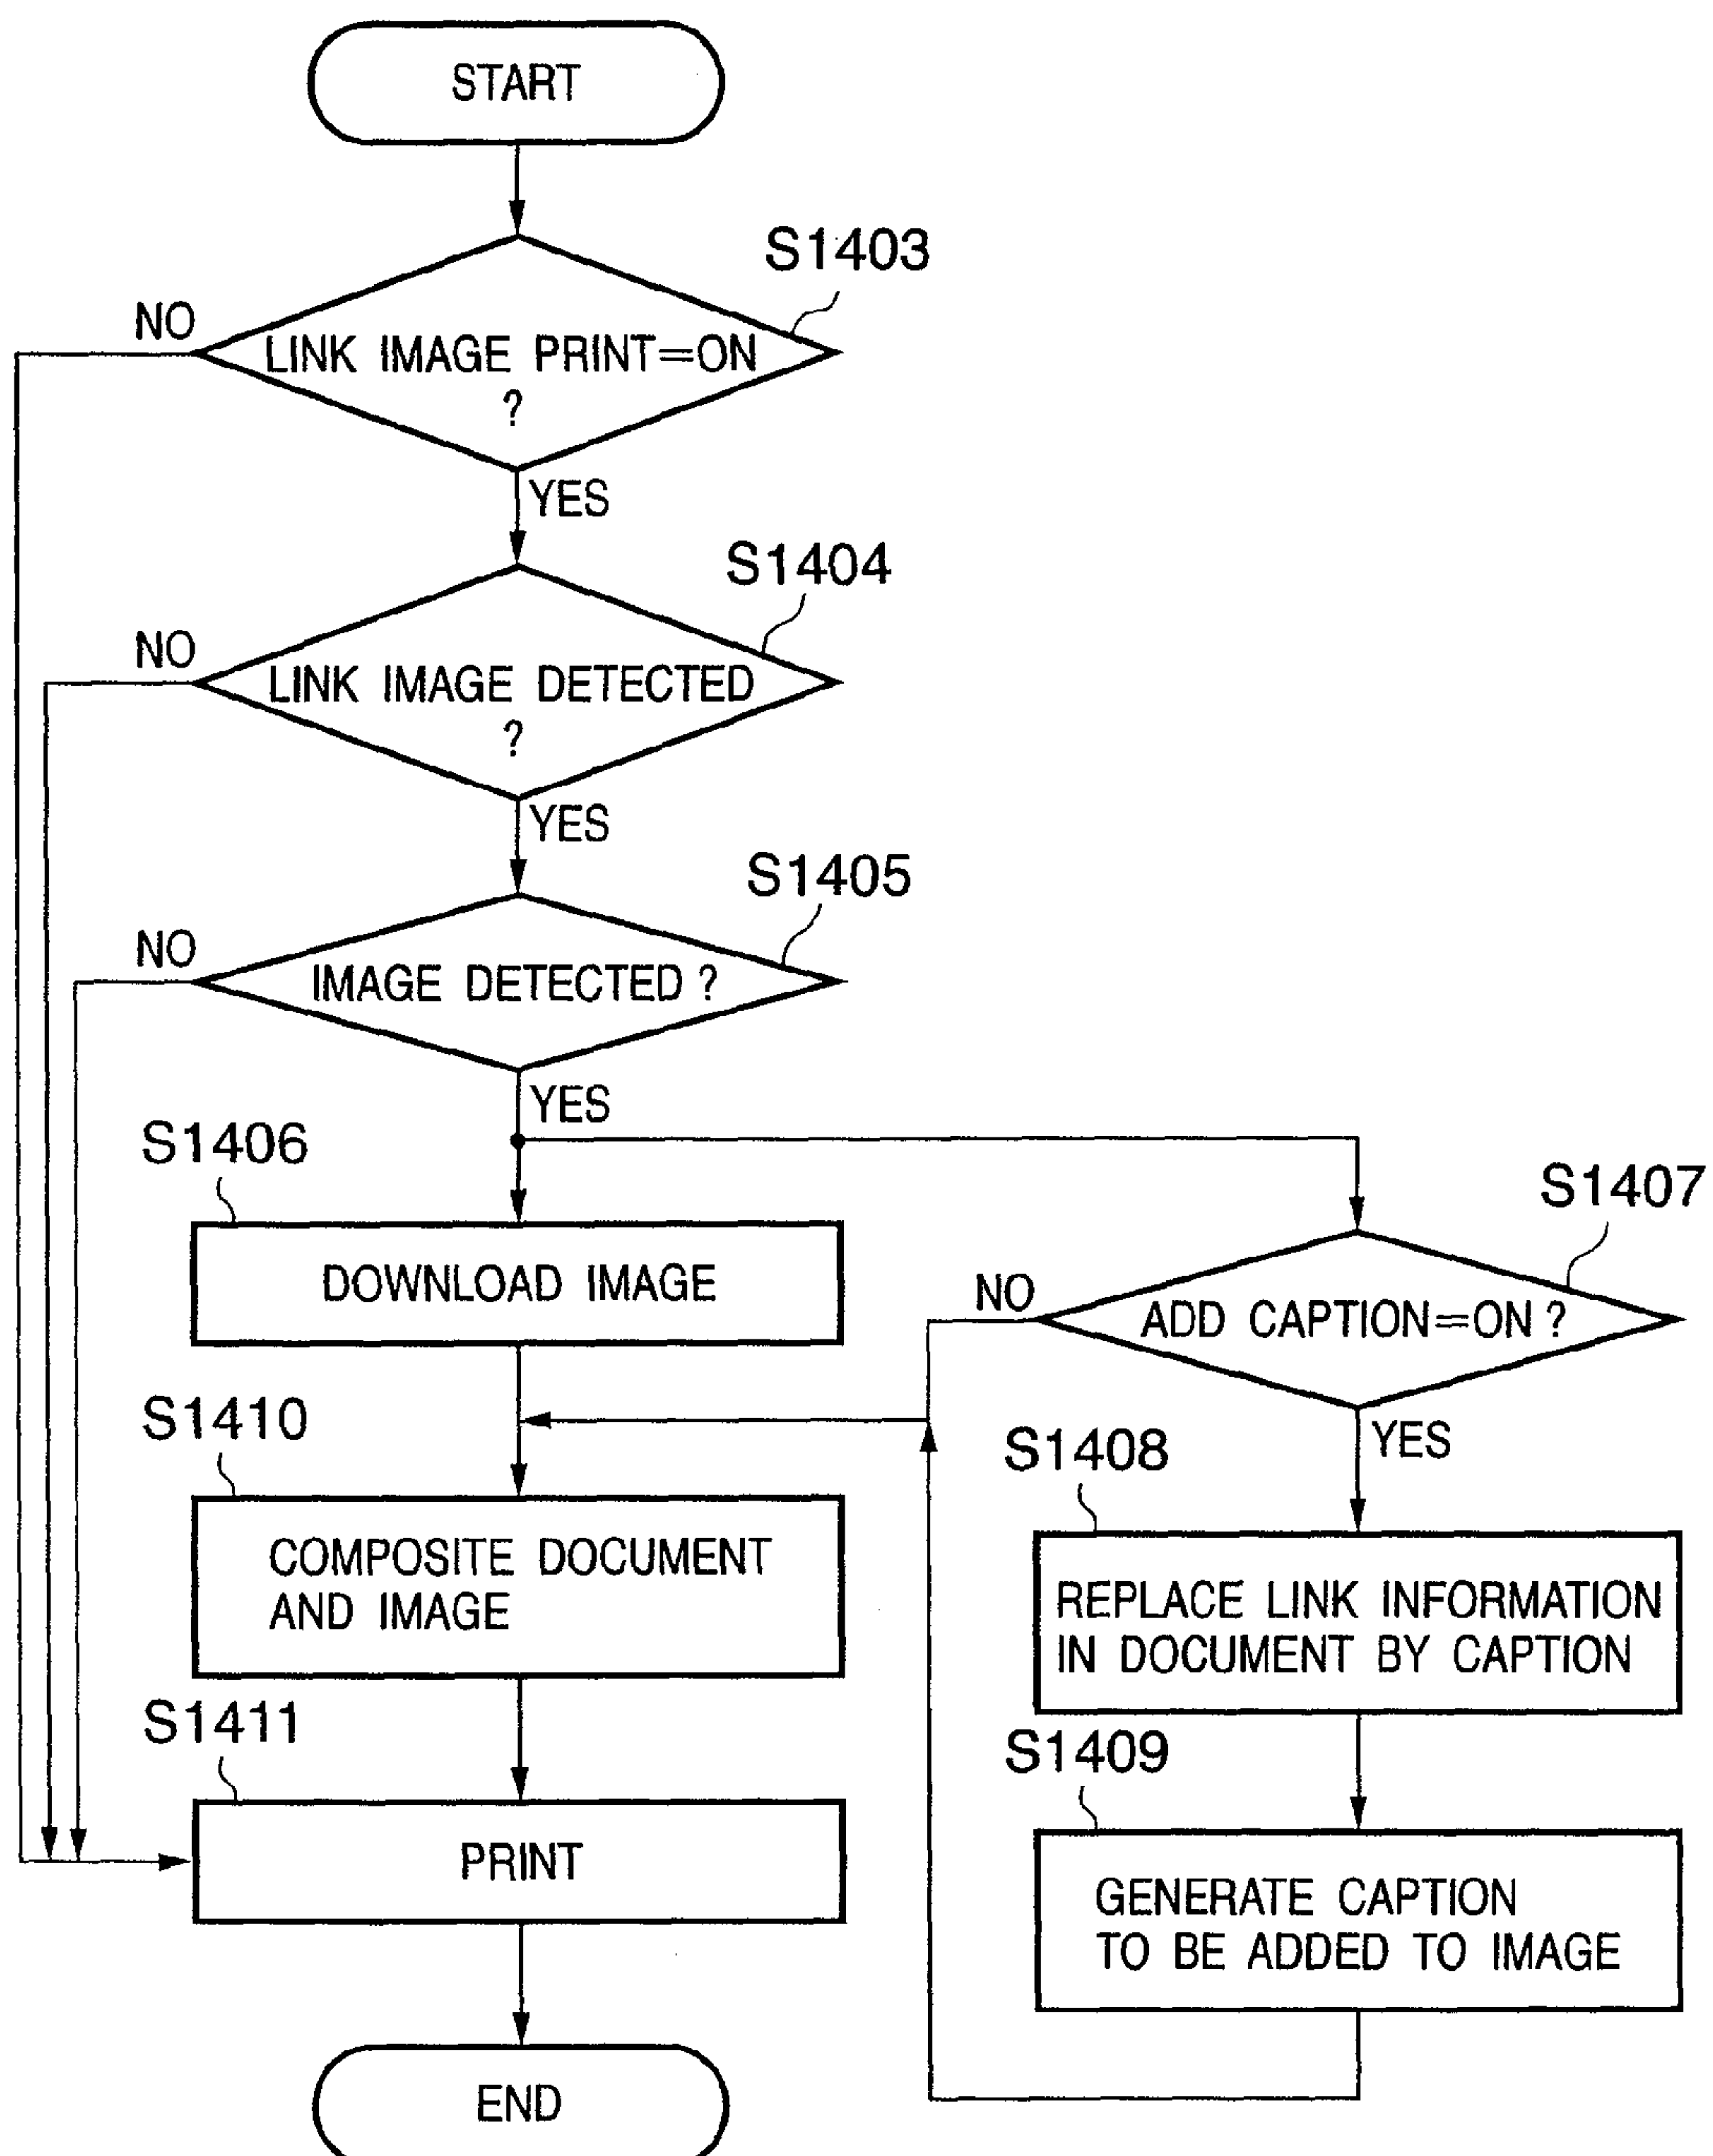 START
S1403
NO
LINK IMAGE PRINT=ON
?
YES
S1404
NO
LINK IMAGE DETECTED
?
YES
S1405
NO
IMAGE DETECTED ?
YES
S1406
DOWNLOAD IMAGE
S1407
NO
ADD CAPTION=ON ?
YES
S1408
REPLACE LINK INFORMATION
IN DOCUMENT BY CAPTION
S1409
GENERATE CAPTION
TO BE ADDED TO IMAGE
S1410
COMPOSITE DOCUMENT
AND IMAGE
S1411
PRINT
END